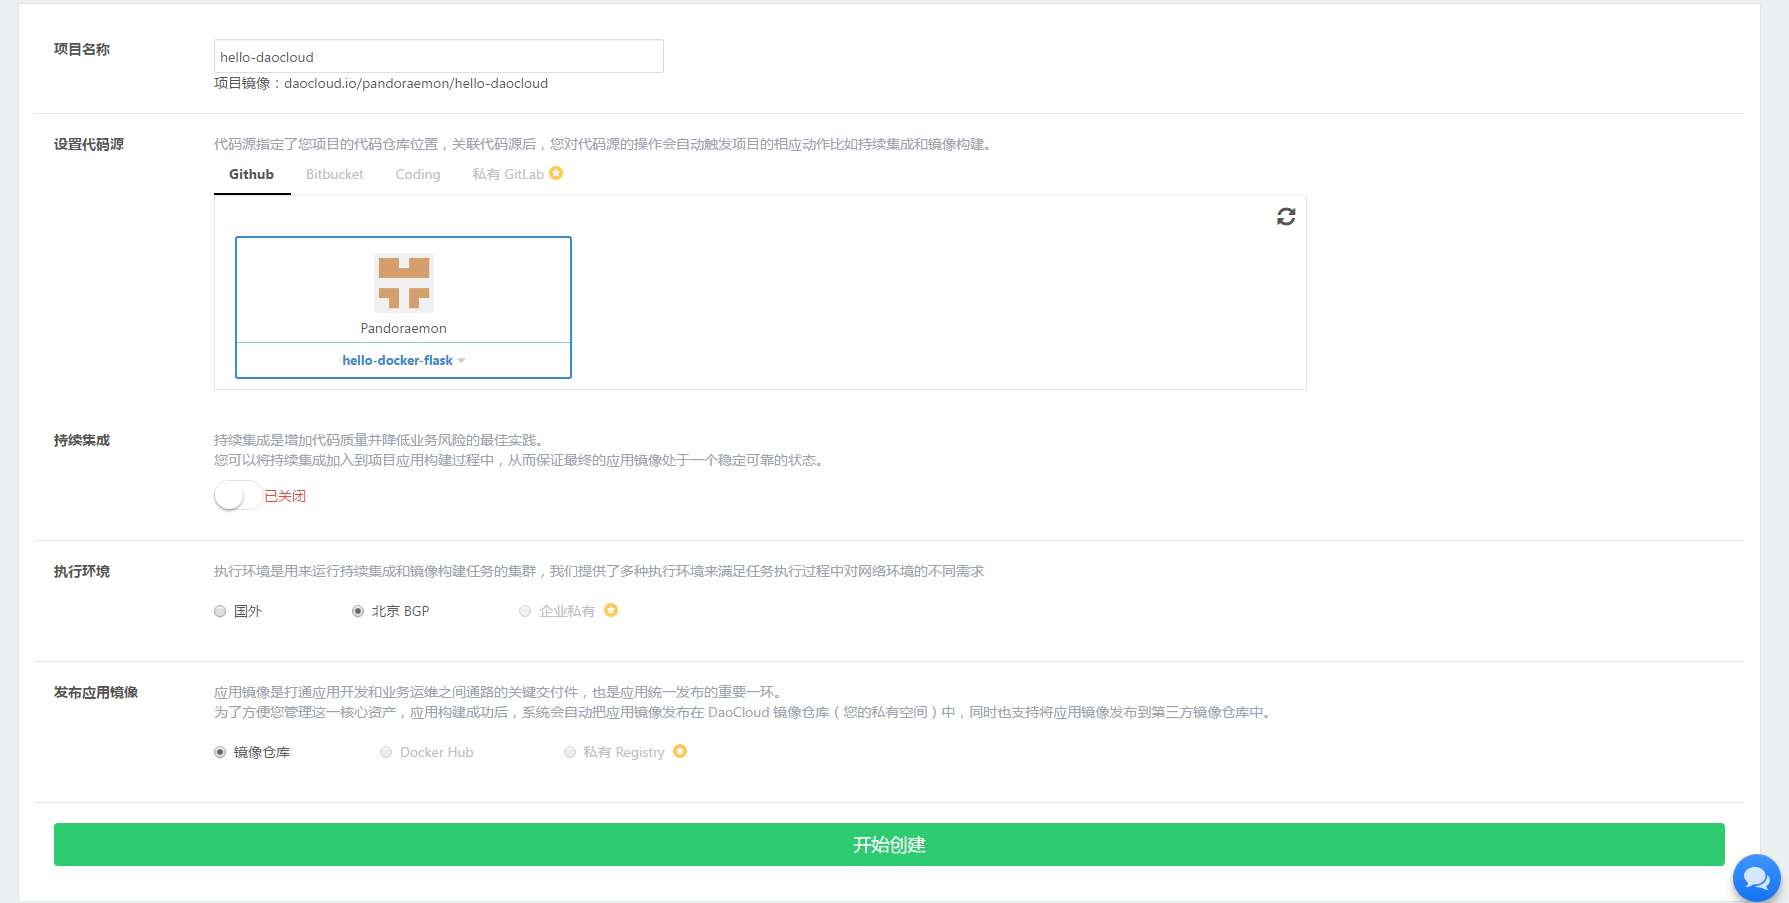 项目名称
hello-daocloud
项目镜像：daocloud.io/pandoraemon/hello-daocloud
设置代码源
代码源指定了您项目的代码仓库位置，关联代码源后，您对代码源的操作会自动触发项目的相应动作比如持续集成和镜像构建。
Github Bitbucket Coding 私有 GitLab
Pandoraemon
hello-docker-flask
持续集成
持续集成是增加代码质量并降低业务风险的最佳实践。
您可以将持续集成加入到项目应用构建过程中，从而保证最终的应用镜像处于一个稳定可靠的状态。
已关闭
执行环境
执行环境是用来运行持续集成和镜像构建任务的集群，我们提供了多种执行环境来满足任务执行过程中对网络环境的不同需求
国外 北京 BGP 企业私有
发布应用镜像
应用镜像是打通应用开发和业务运维之间通路的关键交付件，也是应用统一发布的重要一环。
为了方便您管理这一核心资产，应用构建成功后，系统会自动把应用镜像发布在 DaoCloud 镜像仓库（您的私有空间）中，同时也支持将应用镜像发布到第三方镜像仓库中。
镜像仓库 Docker Hub 私有 Registry
开始创建